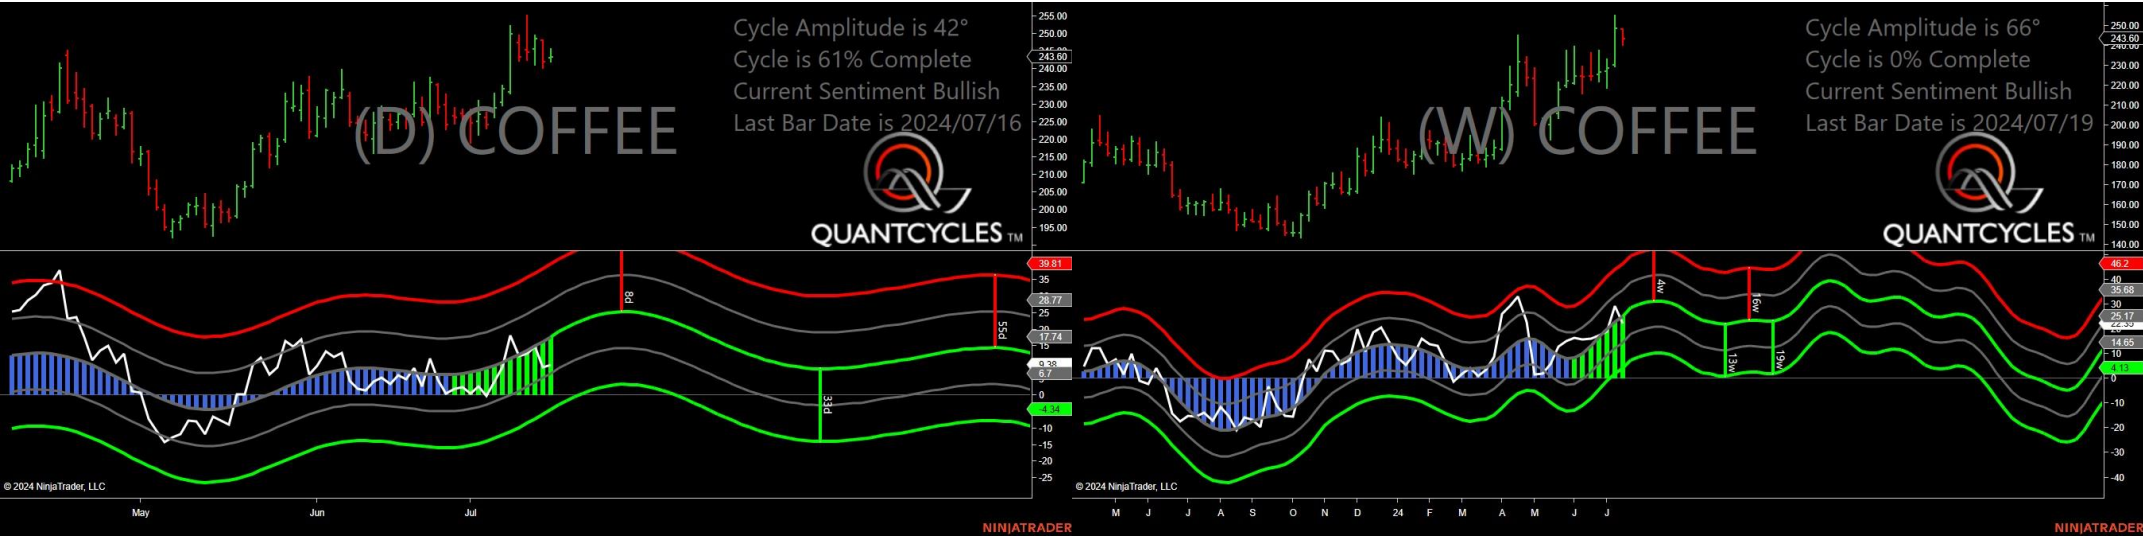 Cycle Amplitude is 42°
Cycle is 61% Complete
Current Sentiment Bullish
Last Bar Date is 2024/07/16
(D) COFFEE
QUANTCYCLES TM
255.00
250.00
243.60
240.00
235.00
230.00
225.00
220.00
215.00
210.00
205.00
200.00
195.00
39.81
35
28.77
25
17.74
15
9.38
6.7
0
-4.34
-10
-15
-20
-25
8d
33d
55d
© 2024 NinjaTrader, LLC
May Jun Jul
NINJATRADER
Cycle Amplitude is 66°
Cycle is 0% Complete
Current Sentiment Bullish
Last Bar Date is 2024/07/19
(W) COFFEE
QUANTCYCLES TM
250.00
243.60
240.00
230.00
220.00
210.00
200.00
190.00
180.00
170.00
160.00
150.00
140.00
46.2
40
35.68
30
25.17
14.65
10
4.13
0
-10
-20
-30
-40
4w
16w
13w
19w
© 2024 NinjaTrader, LLC
M J J A S O N D 24 F M A M J J
NINJATRADER